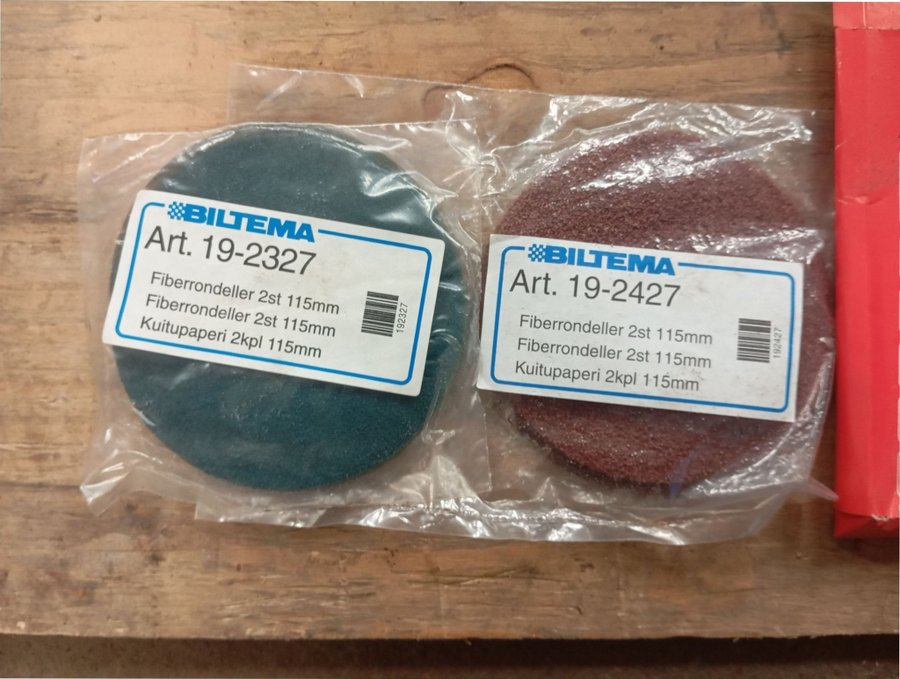 BILTEMA
Art. 19-2327
Fiberrondeller 2st 115mm
Fiberrondeller 2st 115mm
Kuitupaperi 2kpl 115mm
192327
BILTEMA
Art. 19-2427
Fiberrondeller 2st 115mm
Fiberrondeller 2st 115mm
Kuitupaperi 2kpl 115mm
192427